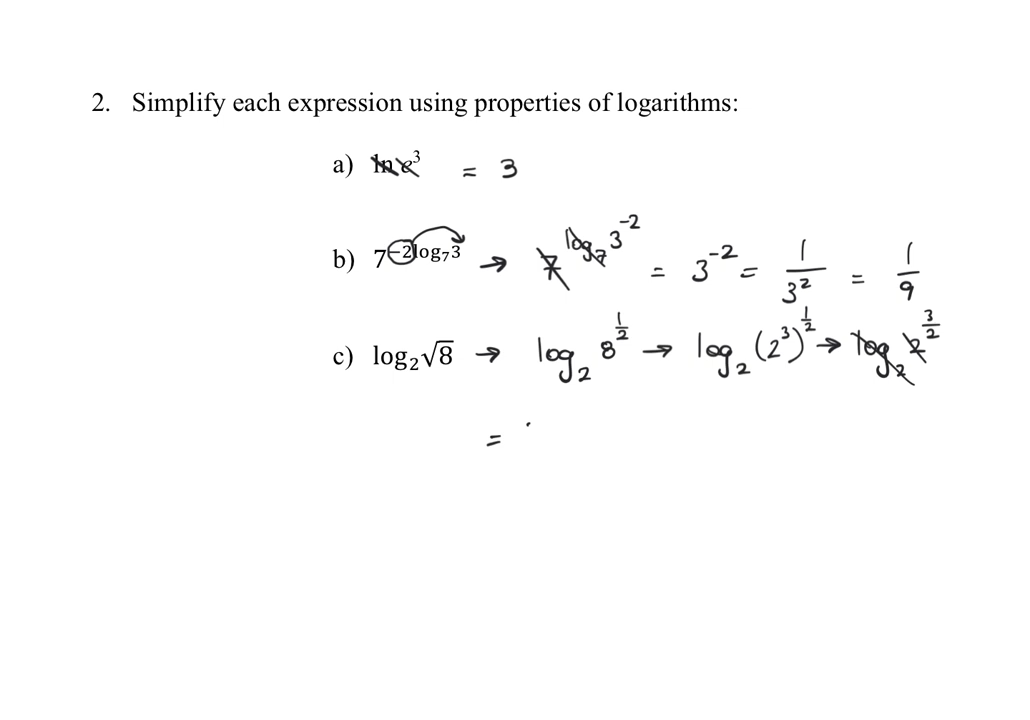 2. Simplify each expression using properties of logarithms:
a) ln e³ = 3
b) 7^(−2log₇3) → 7^(log₇ 3^(-2)) = 3^(-2) = 1/3² = 1/9
c) log₂√8 → log₂ 8^(1/2) → log₂ (2³)^(1/2) → log₂ 2^(3/2)
=